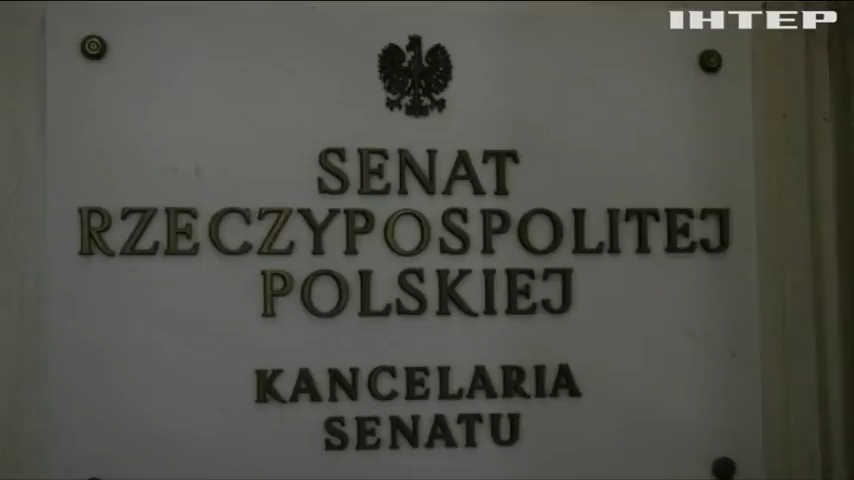 ІНТЕР
SENAT
RZECZYPOSPOLITEJ
POLSKIEJ
KANCELARIA
SENATU